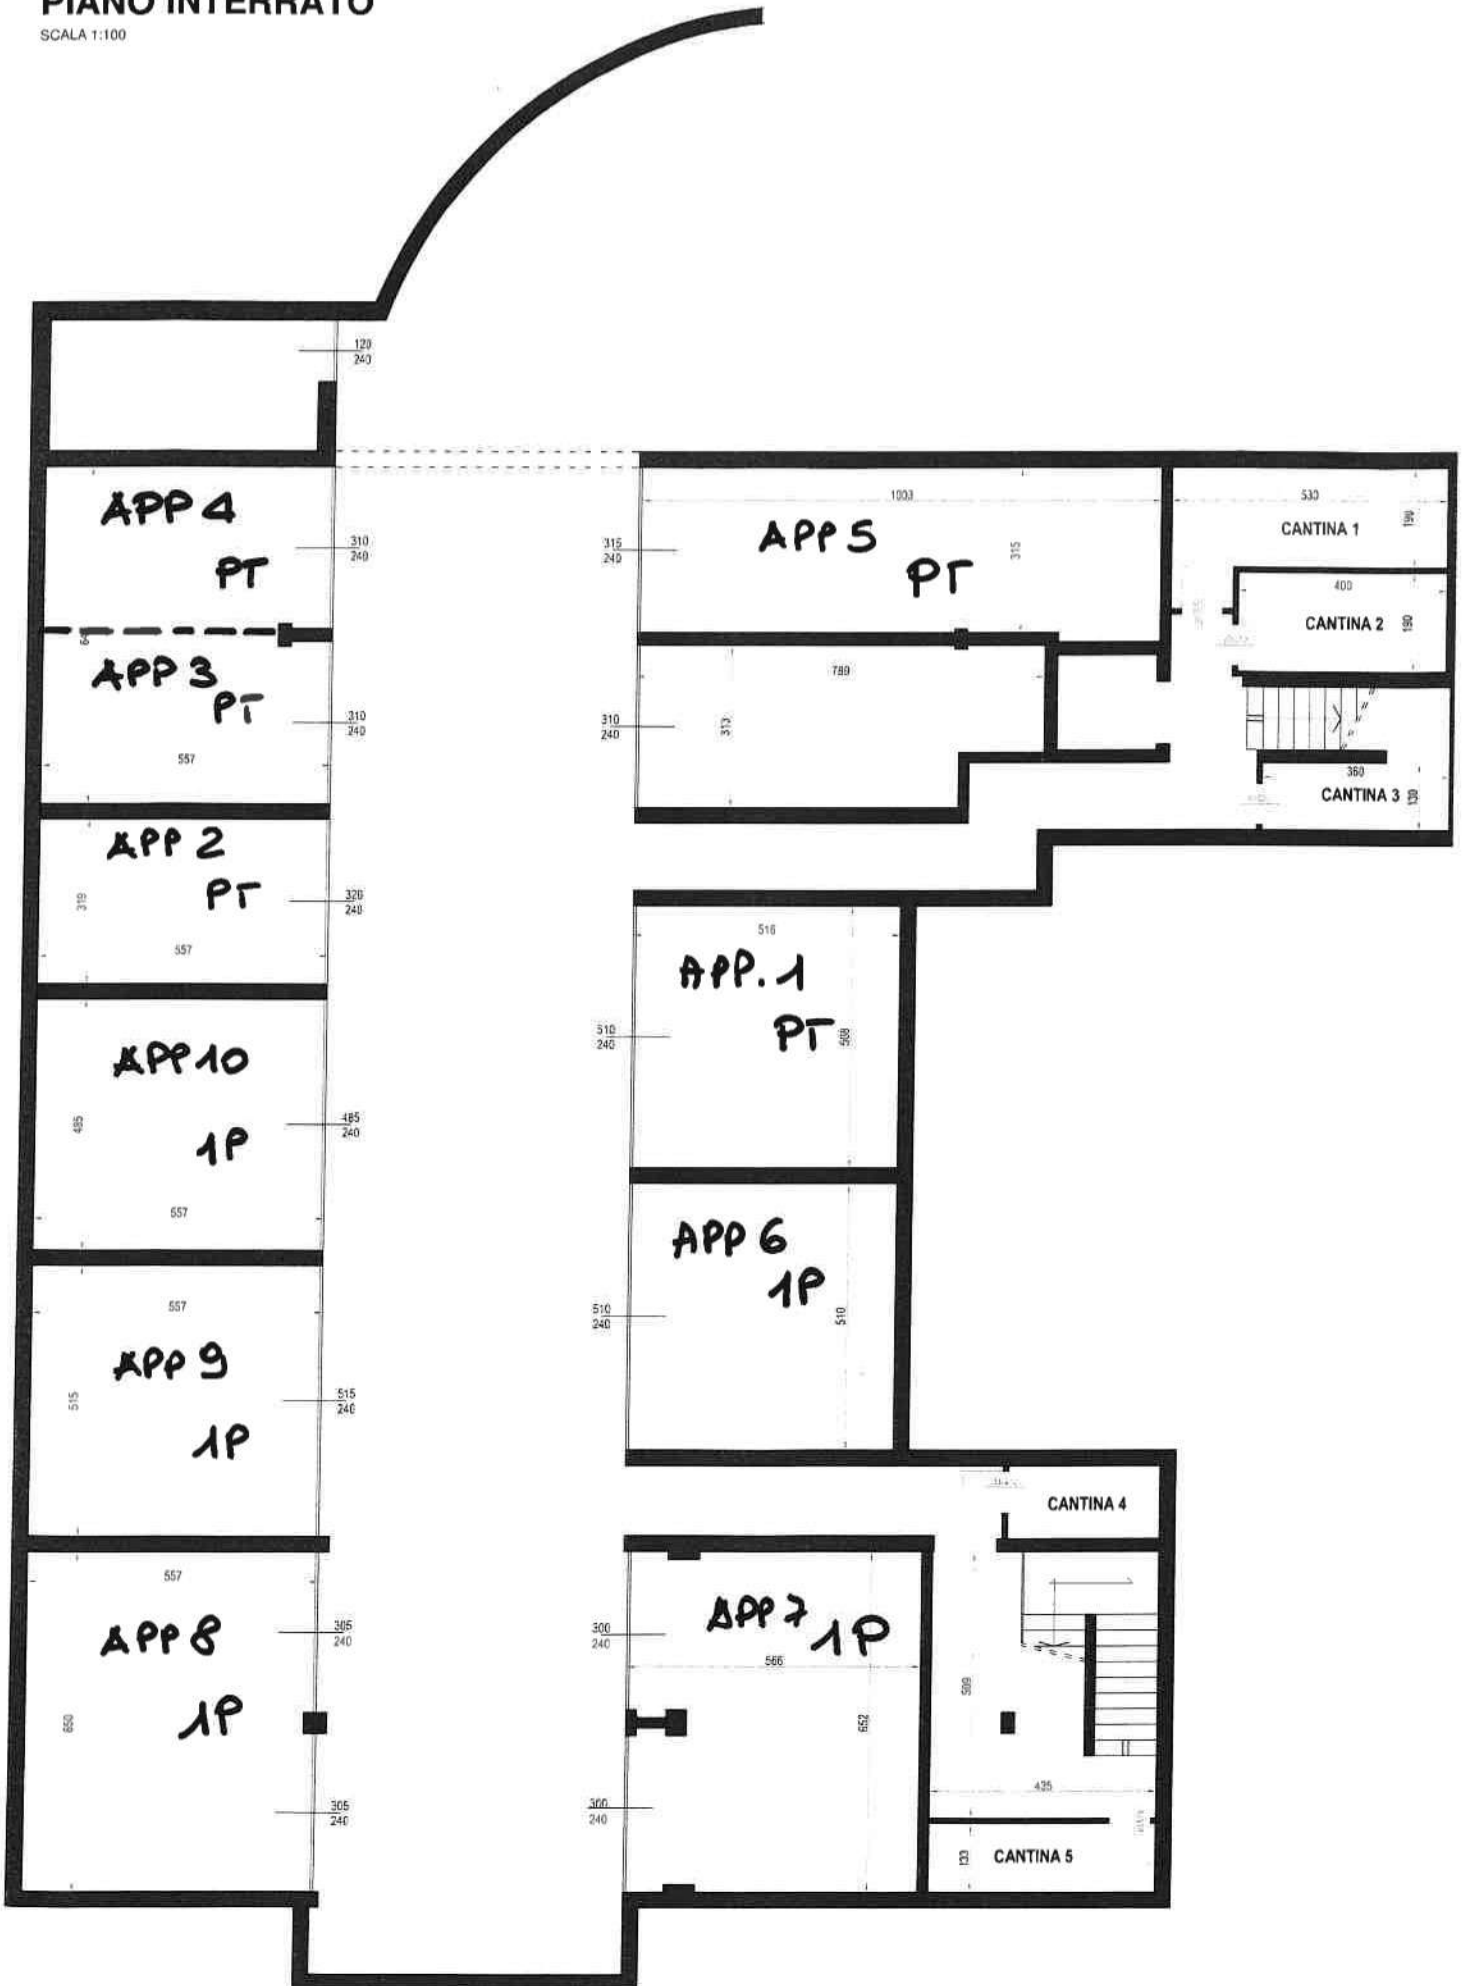 PIANO INTERRATO
SCALA 1:100
120
240
APP 4
PT
310
240
1003
315
240
APP 5
PT
315
530
190
CANTINA 1
400
CANTINA 2
190
APP 3
PT
310
240
557
789
313
310
240
360
CANTINA 3
130
APP 2
PT
319
320
240
557
516
APP. 1
PT
508
510
240
APP 10
1P
485
485
240
557
APP 6
1P
510
510
240
557
APP 9
1P
515
515
240
CANTINA 4
557
APP 8
1P
305
240
650
305
240
APP 7
1P
300
240
566
652
300
240
435
133
CANTINA 5